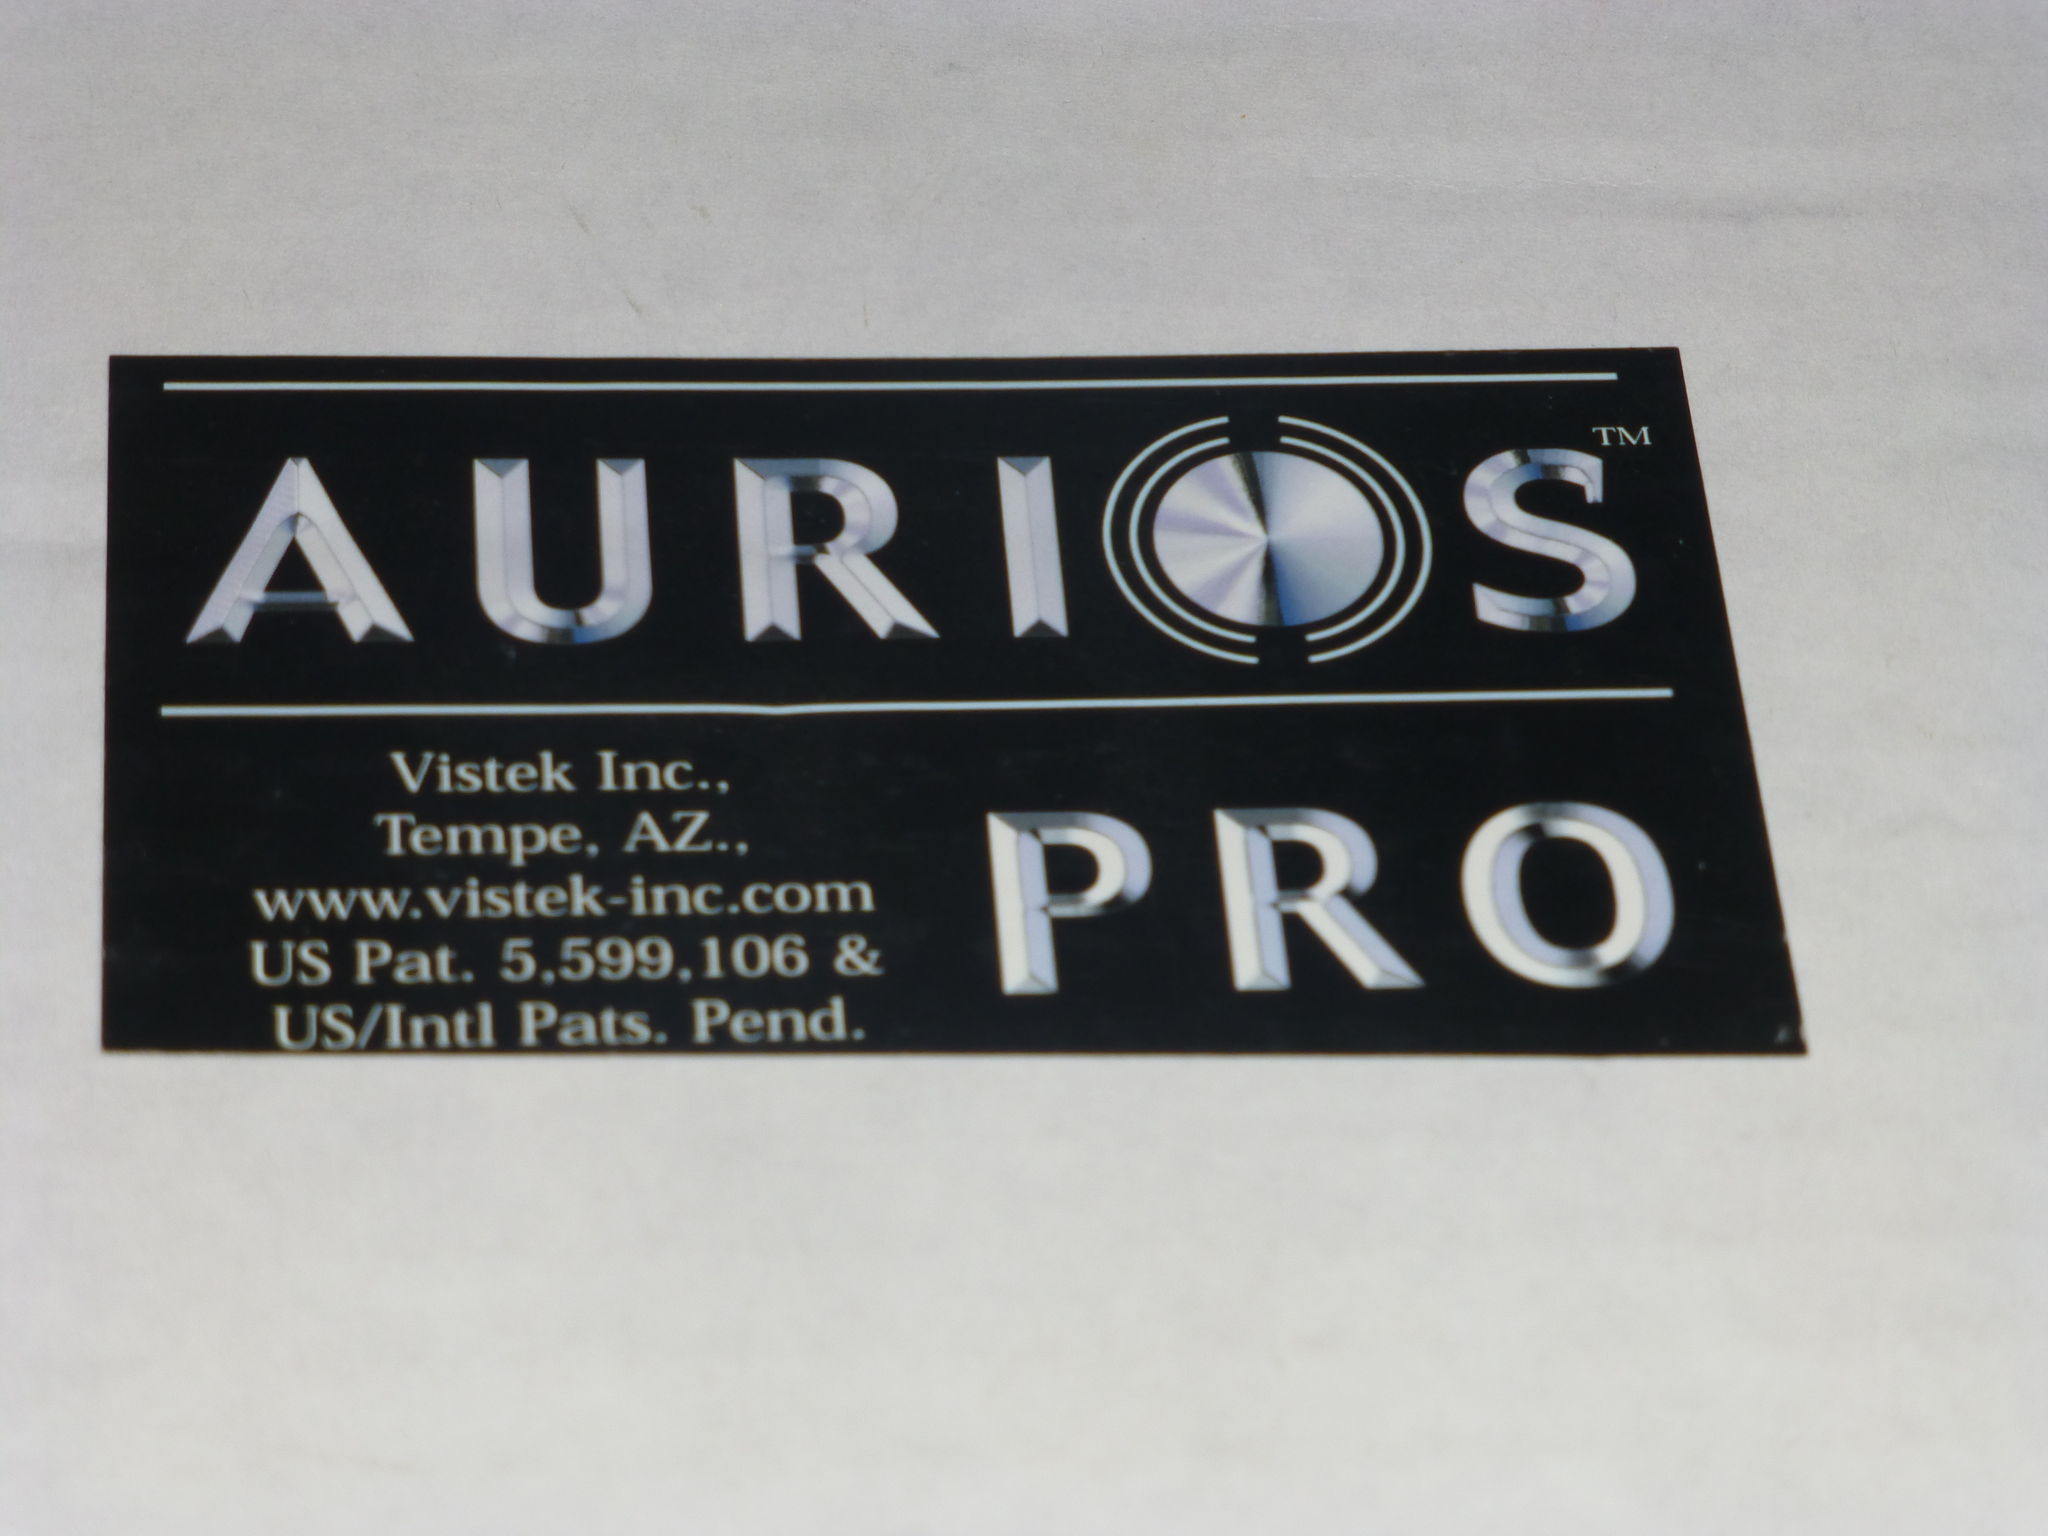 AURIOS™
Vistek Inc.,
Tempe, AZ.,
www.vistek-inc.com
US Pat. 5,599,106 &
US/Intl Pats. Pend.
PRO